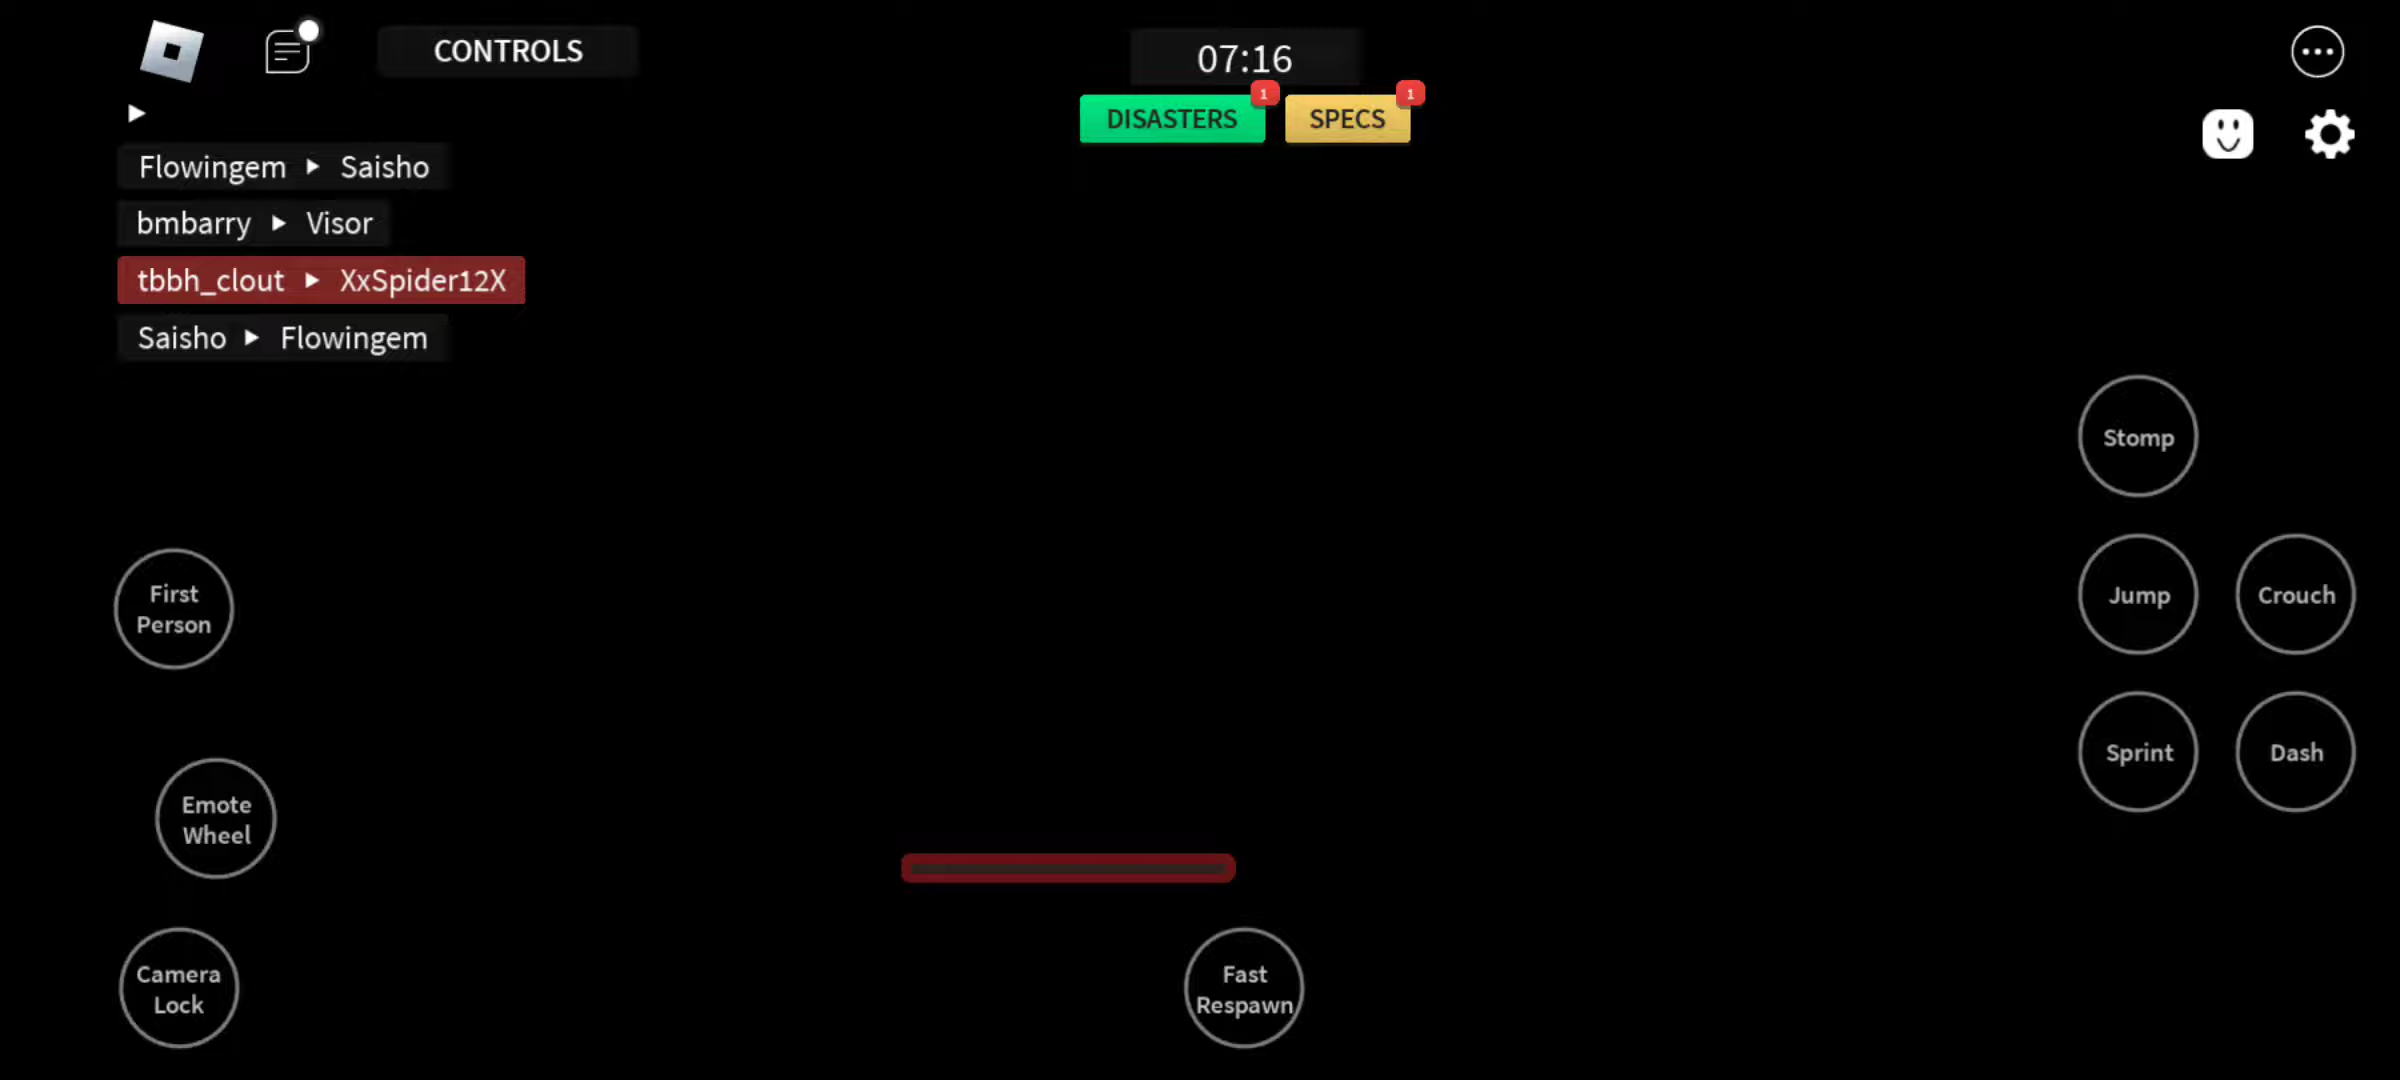 CONTROLS
07:16
DISASTERS 1
SPECS 1
Flowingem ▶ Saisho
bmbarry ▶ Visor
tbbh_clout ▶ XxSpider12X
Saisho ▶ Flowingem
Stomp
First
Person
Jump
Crouch
Sprint
Dash
Emote
Wheel
Camera
Lock
Fast
Respawn